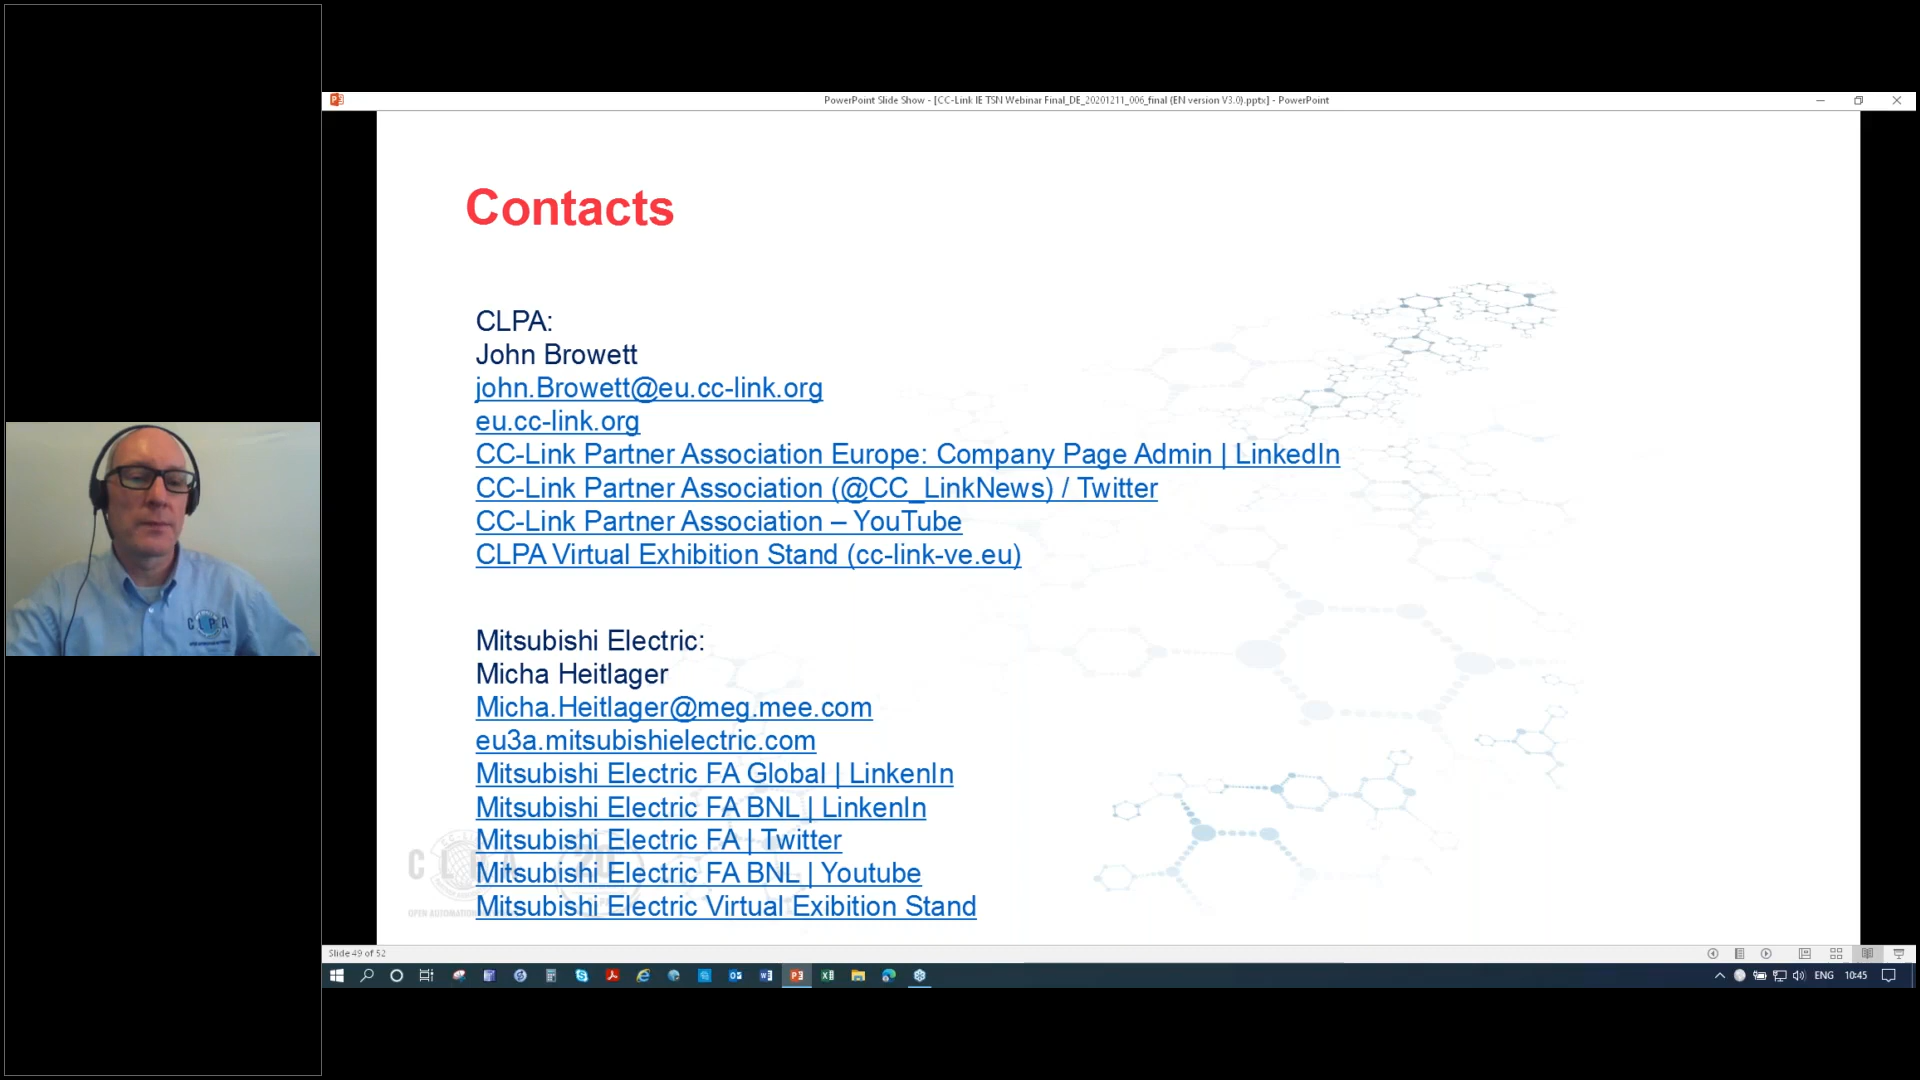 PowerPoint Slide Show - [CC-Link IE TSN Webinar Final_DE_20201211_006_final (EN version V3.0).pptx] - PowerPoint
Contacts
CLPA:
John Browett
john.Browett@eu.cc-link.org
eu.cc-link.org
CC-Link Partner Association Europe: Company Page Admin | LinkedIn
CC-Link Partner Association (@CC_LinkNews) / Twitter
CC-Link Partner Association – YouTube
CLPA Virtual Exhibition Stand (cc-link-ve.eu)
Mitsubishi Electric:
Micha Heitlager
Micha.Heitlager@meg.mee.com
eu3a.mitsubishielectric.com
Mitsubishi Electric FA Global | LinkenIn
Mitsubishi Electric FA BNL | LinkenIn
Mitsubishi Electric FA | Twitter
Mitsubishi Electric FA BNL | Youtube
Mitsubishi Electric Virtual Exibition Stand
CLPA
20
OPEN AUTOMATION
CLPA
Slide 49 of 52
ENG
10:45